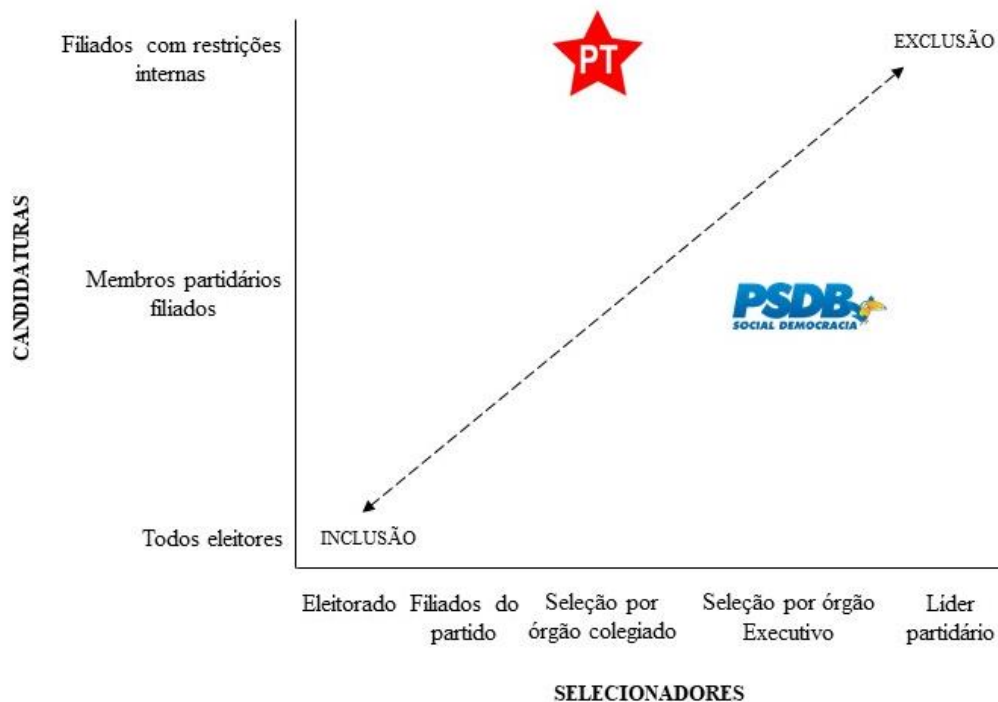 Filiados com restrições
internas
PT
EXCLUSÃO
CANDIDATURAS
Membros partidários
filiados
PSDB
SOCIAL DEMOCRACIA
Todos eleitores
INCLUSÃO
Eleitorado
Filiados do
partido
Seleção por
órgão colegiado
Seleção por órgão
Executivo
Líder
partidário
SELECIONADORES